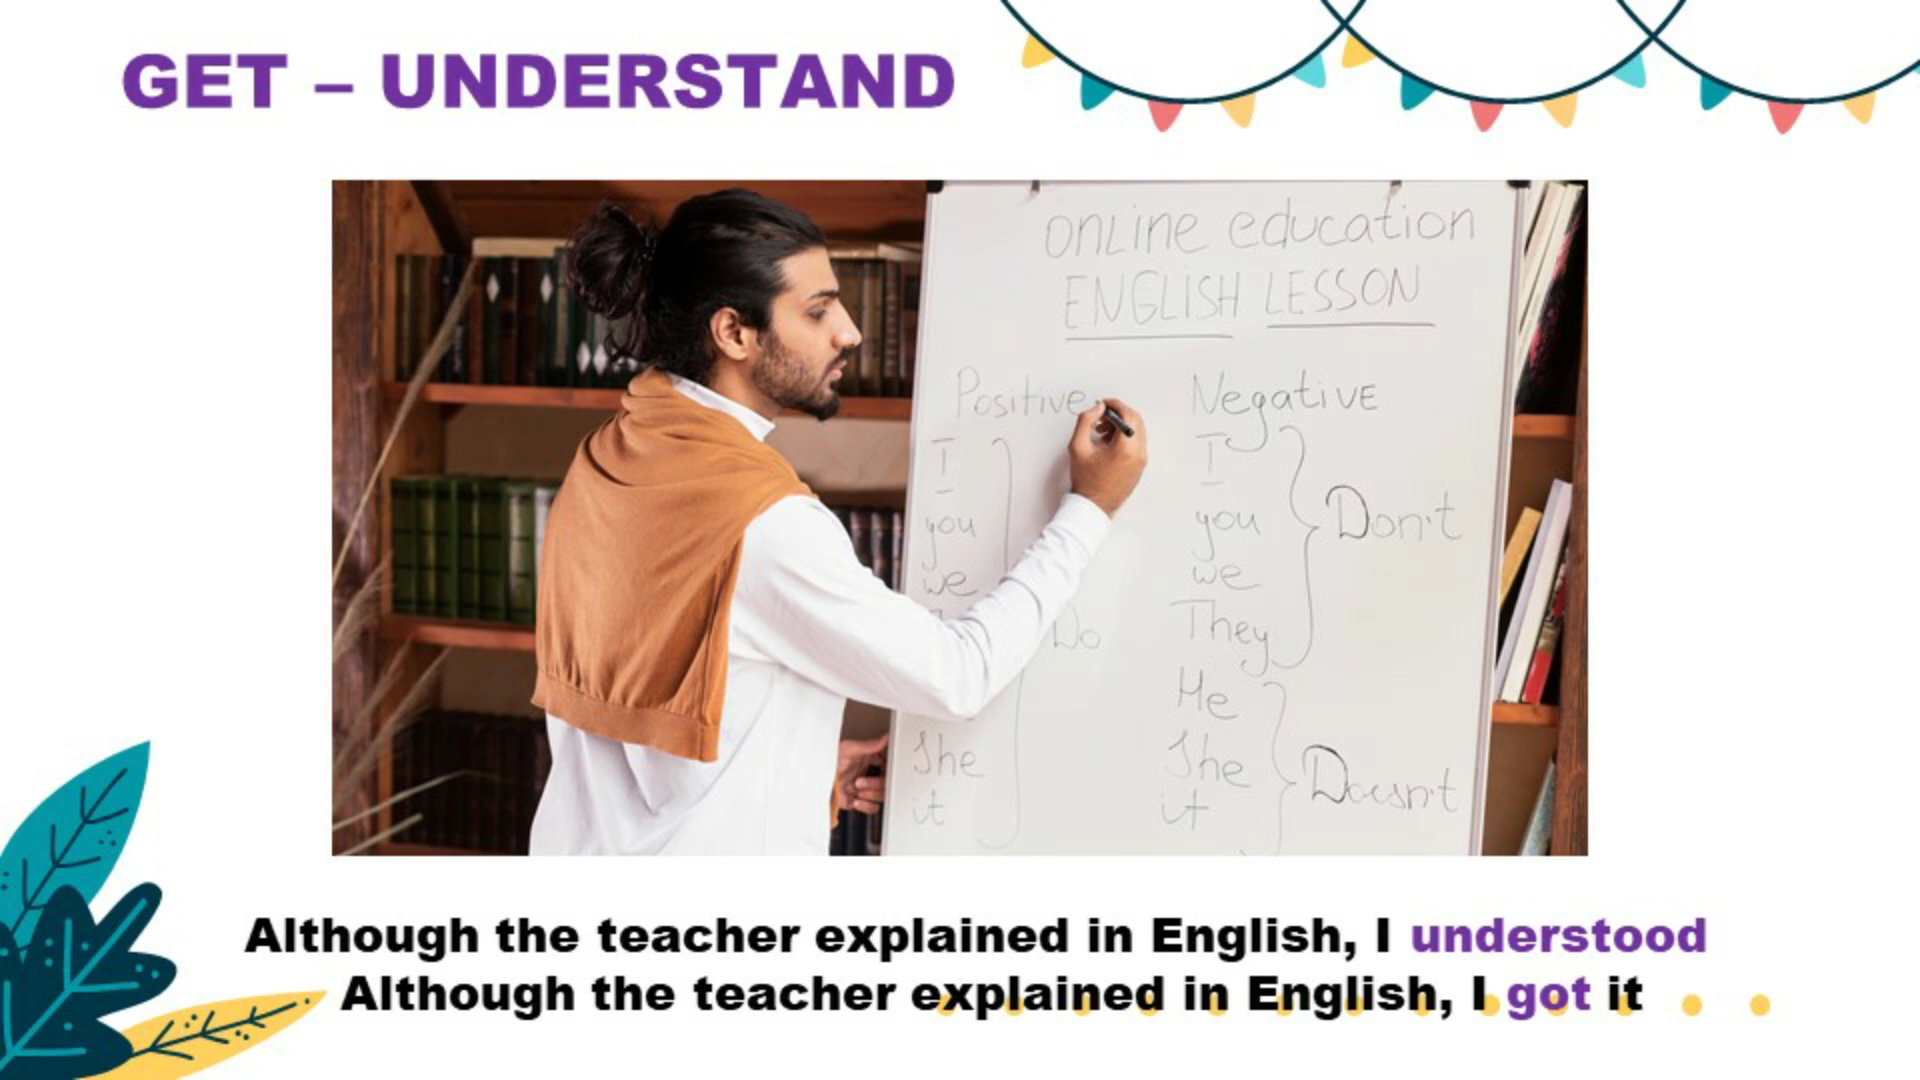 GET – UNDERSTAND
online education
ENGLISH LESSON
Positive
Negative
I
you
we
Do
She
it
I
you
we
They
Don't
He
She
it
Doesn't
Although the teacher explained in English, I understood
Although the teacher explained in English, I got it